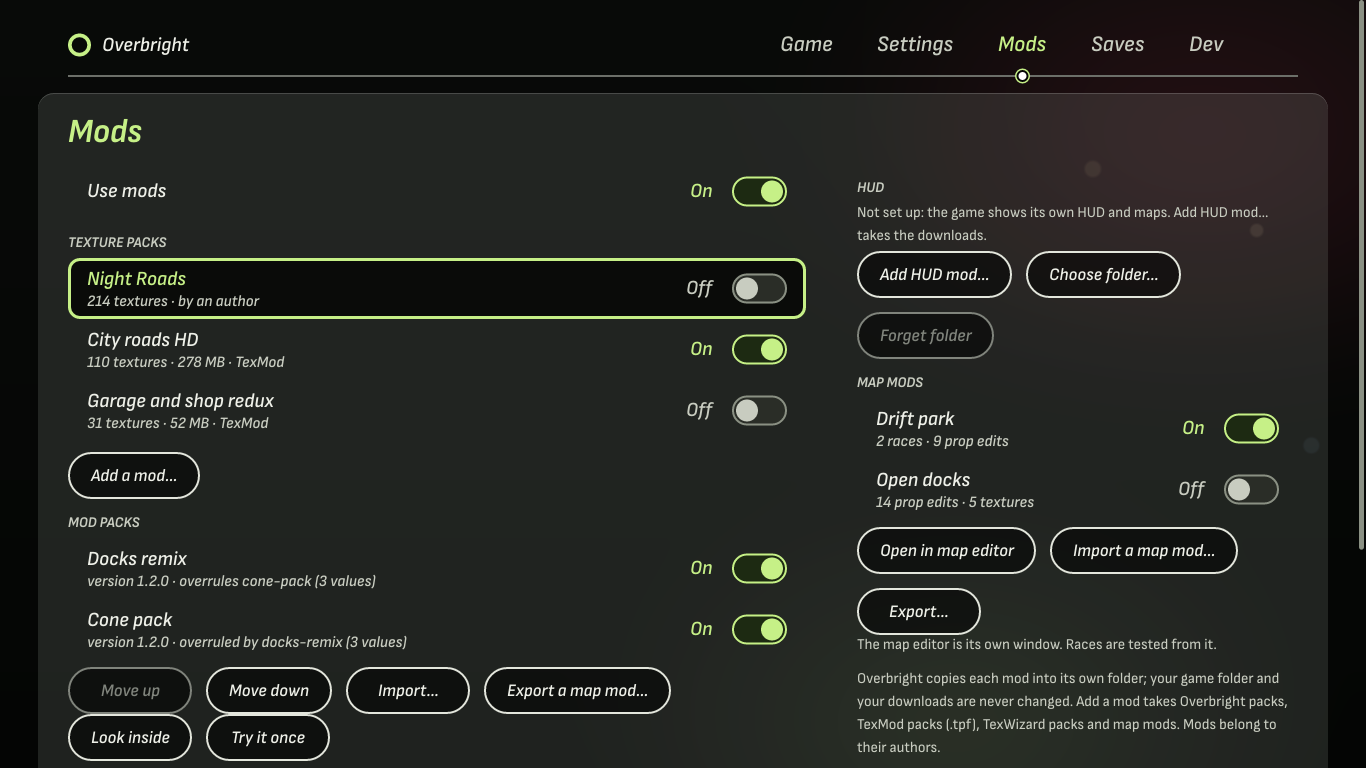 Overbright
Game
Settings
Mods
Saves
Dev
Mods
Use mods
On
TEXTURE PACKS
Night Roads
214 textures · by an author
Off
City roads HD
110 textures · 278 MB · TexMod
On
Garage and shop redux
31 textures · 52 MB · TexMod
Off
Add a mod...
MOD PACKS
Docks remix
version 1.2.0 · overrules cone-pack (3 values)
On
Cone pack
version 1.2.0 · overruled by docks-remix (3 values)
On
Move up
Move down
Import...
Export a map mod...
Look inside
Try it once
HUD
Not set up: the game shows its own HUD and maps. Add HUD mod...
takes the downloads.
Add HUD mod...
Choose folder...
Forget folder
MAP MODS
Drift park
2 races · 9 prop edits
On
Open docks
14 prop edits · 5 textures
Off
Open in map editor
Import a map mod...
Export...
The map editor is its own window. Races are tested from it.
Overbright copies each mod into its own folder; your game folder and
your downloads are never changed. Add a mod takes Overbright packs,
TexMod packs (.tpf), TexWizard packs and map mods. Mods belong to
their authors.